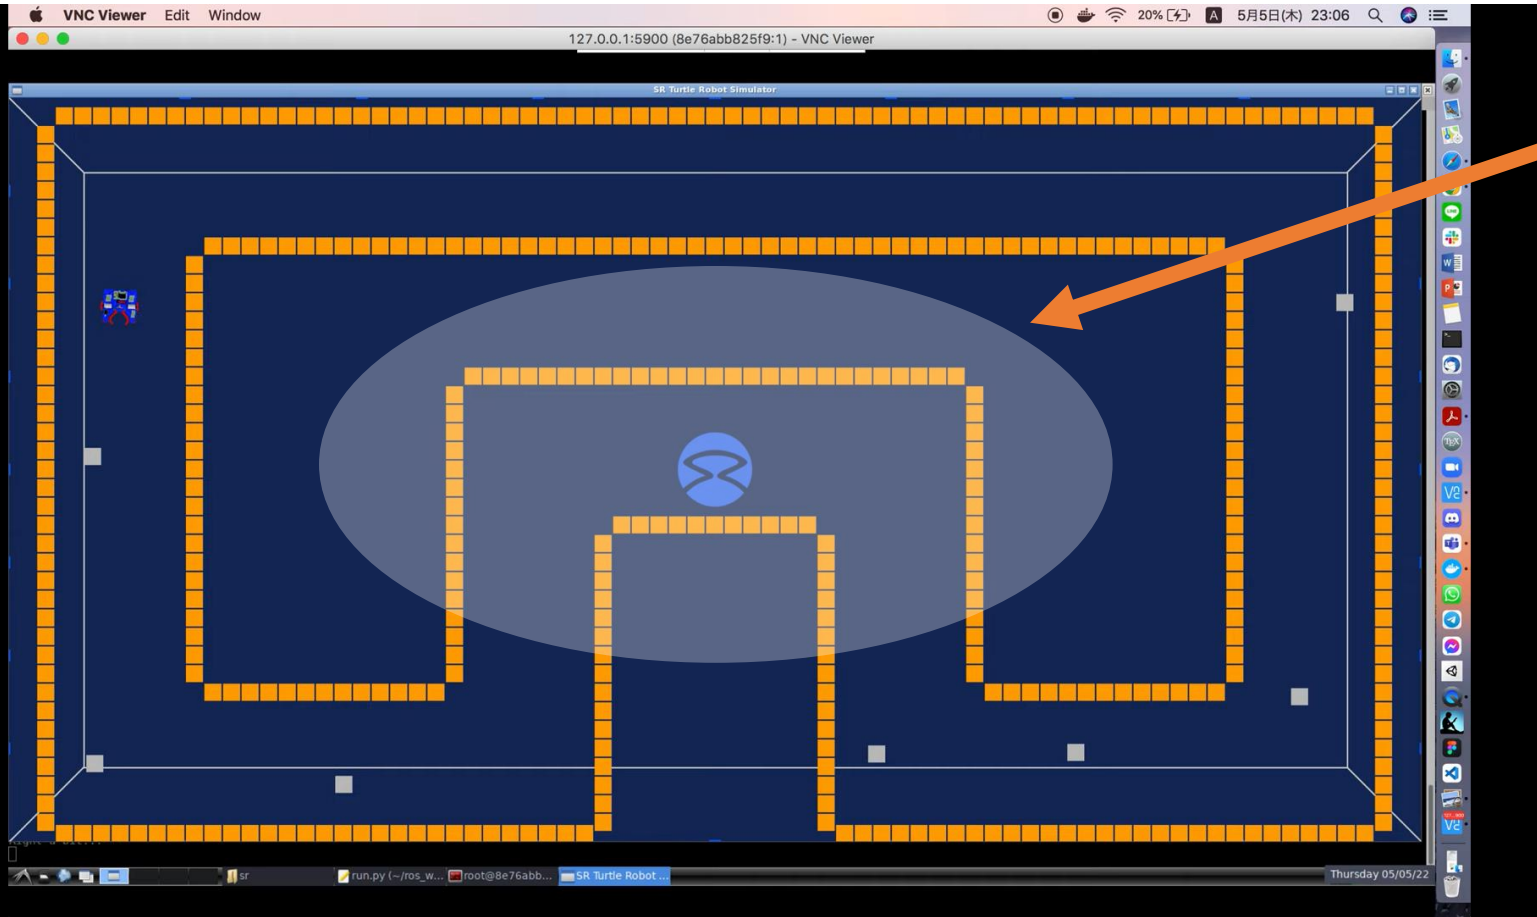 VNC Viewer Edit Window 20% A 5月5日(木) 23:06
127.0.0.1:5900 (8e76abb825f9:1) - VNC Viewer
SR Turtle Robot Simulator
sr run.py (~/ros_w... root@8e76abb... SR Turtle Robot ... Thursday 05/05/22